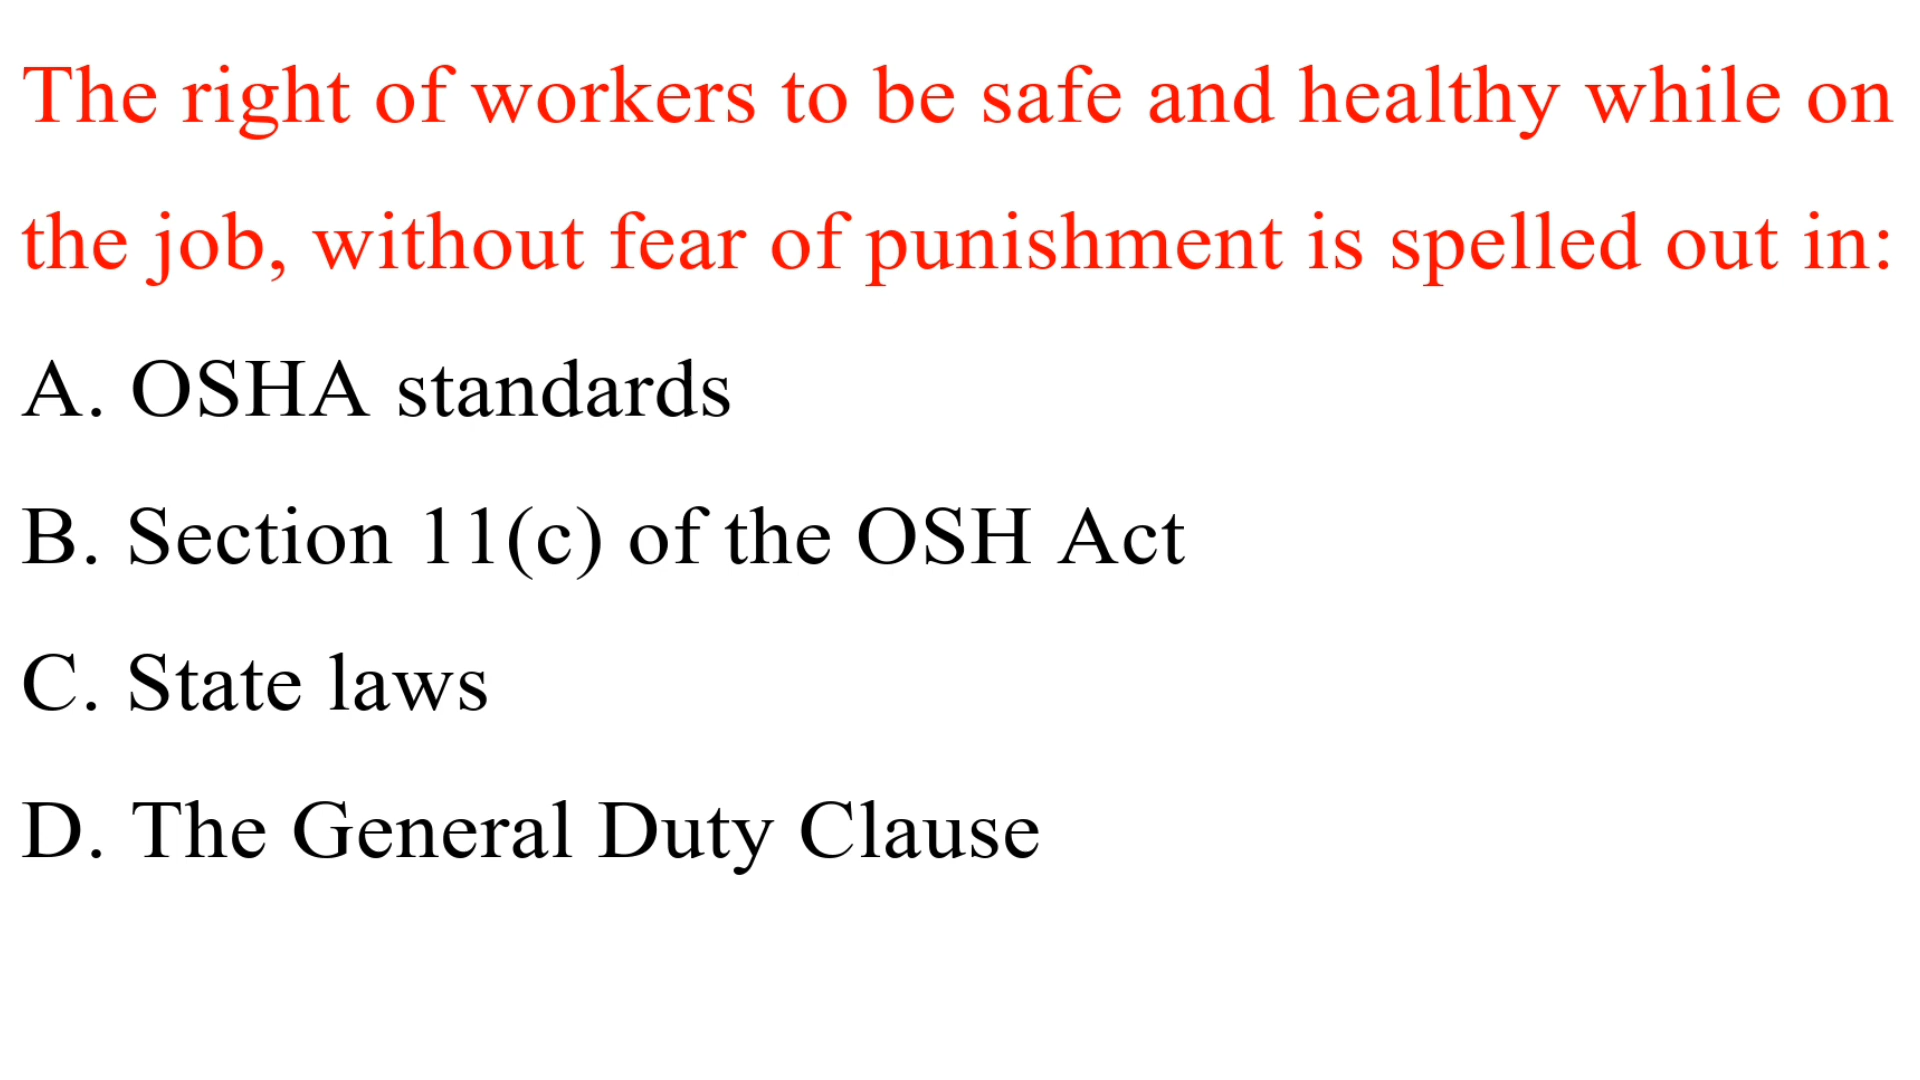 The right of workers to be safe and healthy while on
the job, without fear of punishment is spelled out in:
A. OSHA standards
B. Section 11(c) of the OSH Act
C. State laws
D. The General Duty Clause